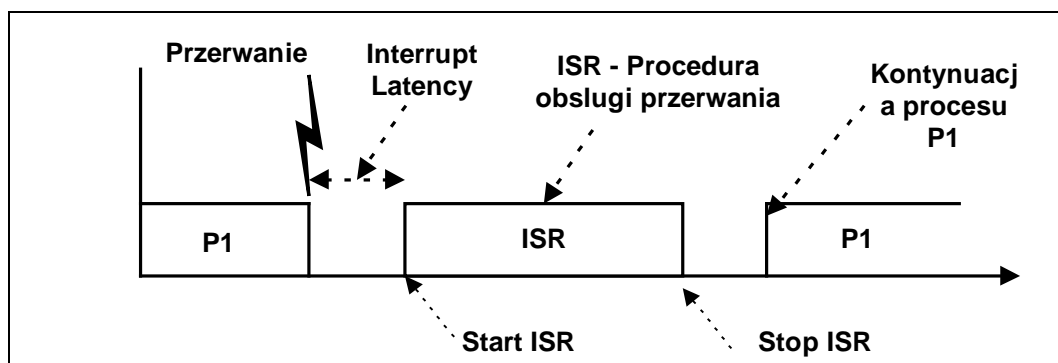 Przerwanie
Interrupt
Latency
ISR - Procedura
obslugi przerwania
Kontynuacj
a procesu
P1
P1
ISR
P1
Start ISR
Stop ISR